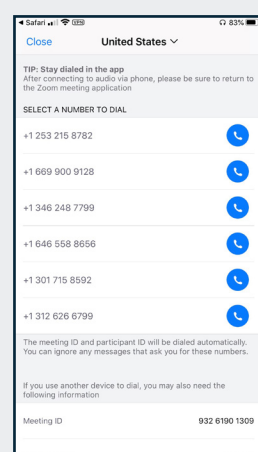 Safari VPN 83%
Close United States
TIP: Stay dialed in the app
After connecting to audio via phone, please be sure to return to
the Zoom meeting application
SELECT A NUMBER TO DIAL
+1 253 215 8782
+1 669 900 9128
+1 346 248 7799
+1 646 558 8656
+1 301 715 8592
+1 312 626 6799
The meeting ID and participant ID will be dialed automatically.
You can ignore any messages that ask you for these numbers.
If you use another device to dial, you may also need the
following information
Meeting ID 932 6190 1309